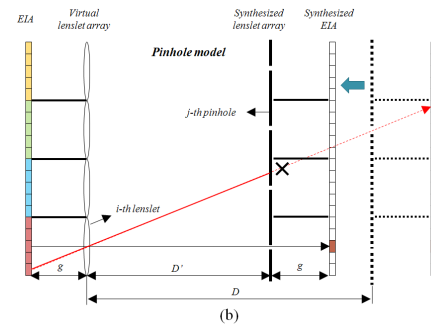 EIA
Virtual
lenslet array
Synthesized
lenslet array
Synthesized
EIA
Pinhole model
j-th pinhole
i-th lenslet
g
D'
g
D
(b)